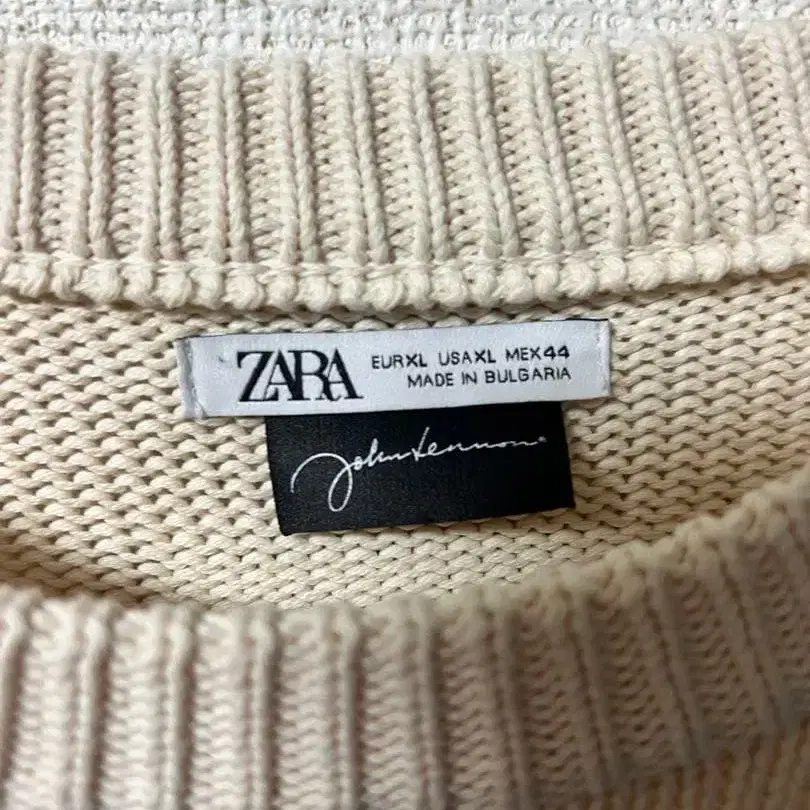 ZARA
EUR XL USA XL MEX 44
MADE IN BULGARIA
John Lennon